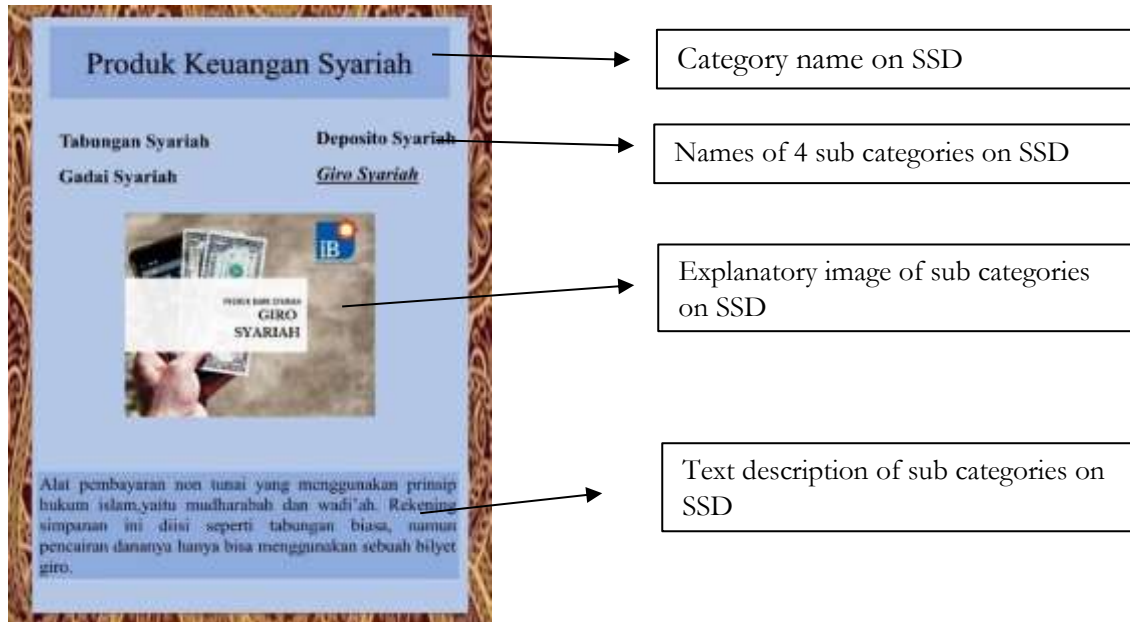 Produk Keuangan Syariah
Category name on SSD
Tabungan Syariah
Deposito Syariah
Gadai Syariah
Giro Syariah
Names of 4 sub categories on SSD
IB
PRODUK BANK SYARIAH
GIRO
SYARIAH
Explanatory image of sub categories
on SSD
Alat pembayaran non tunai yang menggunakan prinsip
hukum islam,yaitu mudharabah dan wadi'ah. Rekening
simpanan ini diisi seperti tabungan biasa, namun
pencairan dananya hanya bisa menggunakan sebuah bilyet
giro.
Text description of sub categories on
SSD